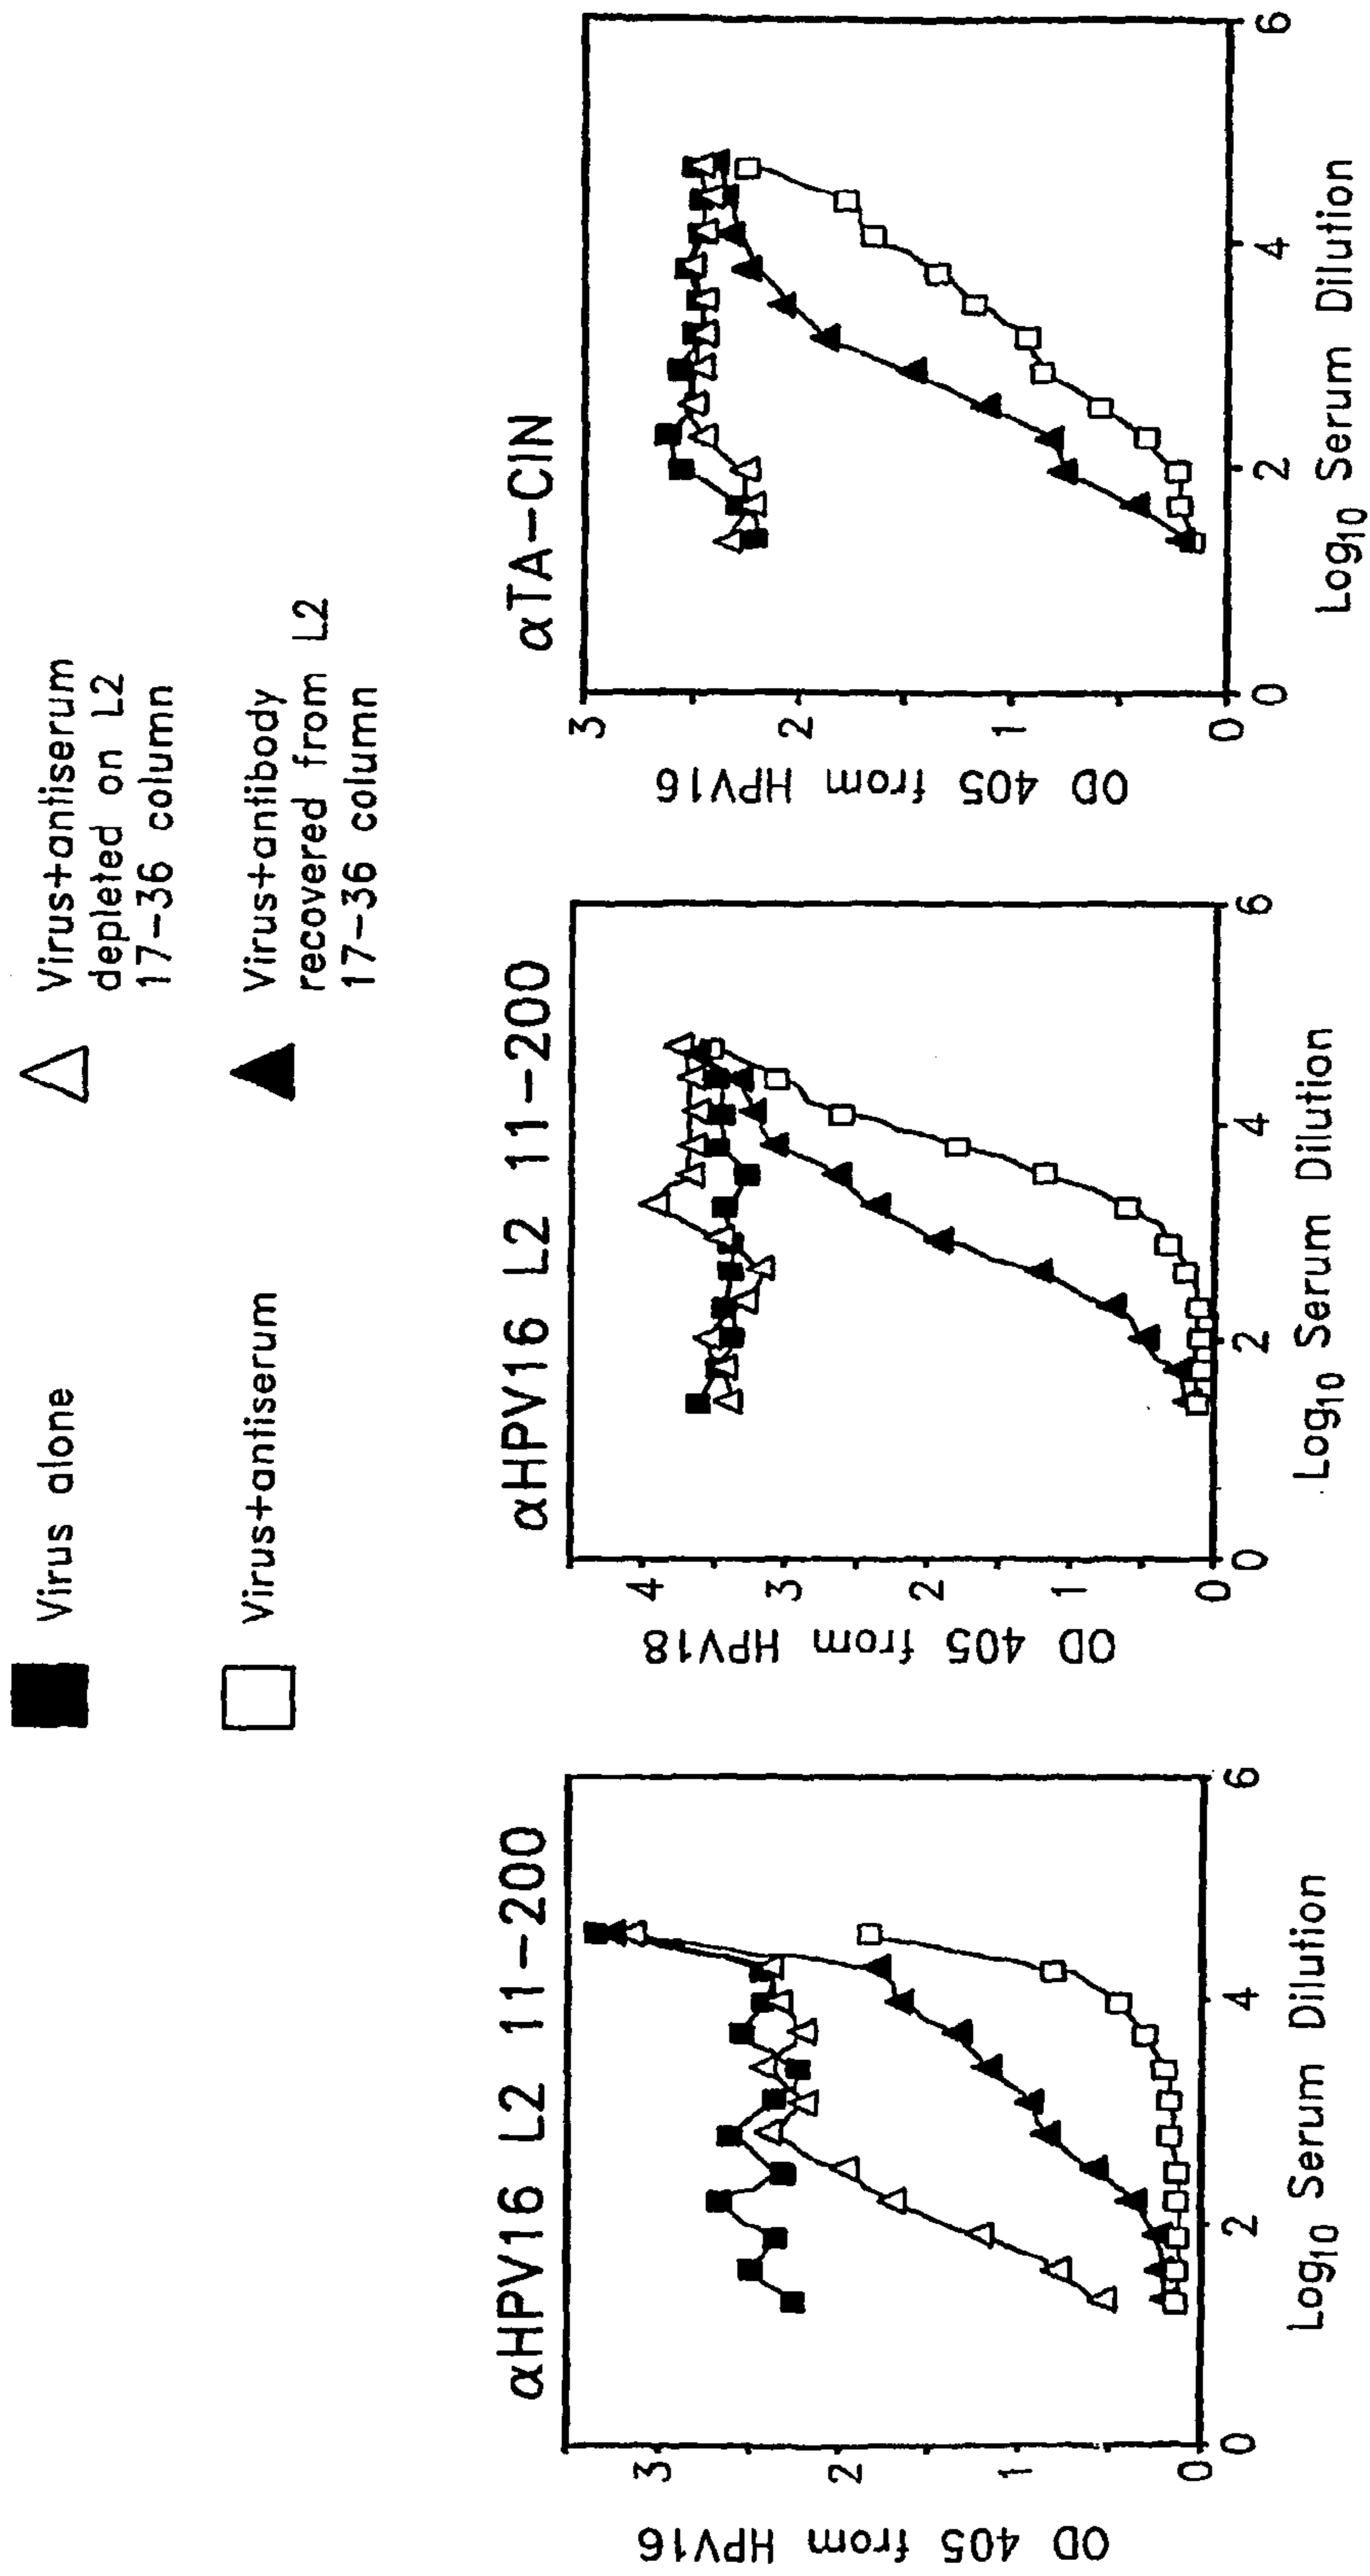 Virus alone
Virus+antiserum
depleted on L2
17-36 column
Virus+antiserum
Virus+antibody
recovered from L2
17-36 column
αHPV16 L2 11-200
OD 405 from HPV16
3
2
1
0
0
2
4
6
Log10 Serum Dilution
αHPV16 L2 11-200
OD 405 from HPV18
4
3
2
1
0
0
2
4
6
Log10 Serum Dilution
αTA-CIN
OD 405 from HPV16
3
2
1
0
0
2
4
6
Log10 Serum Dilution